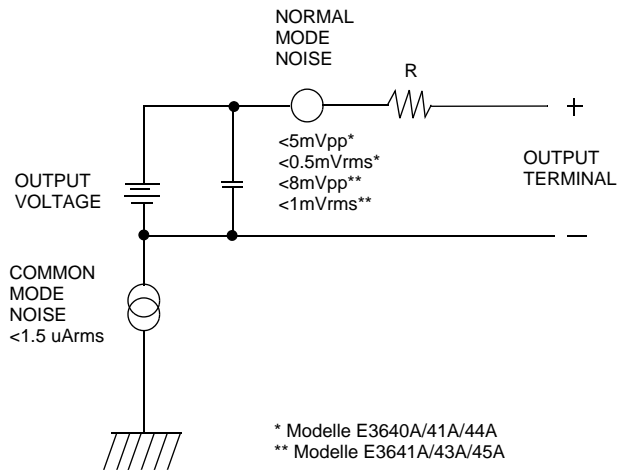 NORMAL
MODE
NOISE
R
+
<5mVpp*
<0.5mVrms*
<8mVpp**
<1mVrms**
OUTPUT
TERMINAL
OUTPUT
VOLTAGE
–
COMMON
MODE
NOISE
<1.5 uArms
* Modelle E3640A/41A/44A
** Modelle E3641A/43A/45A